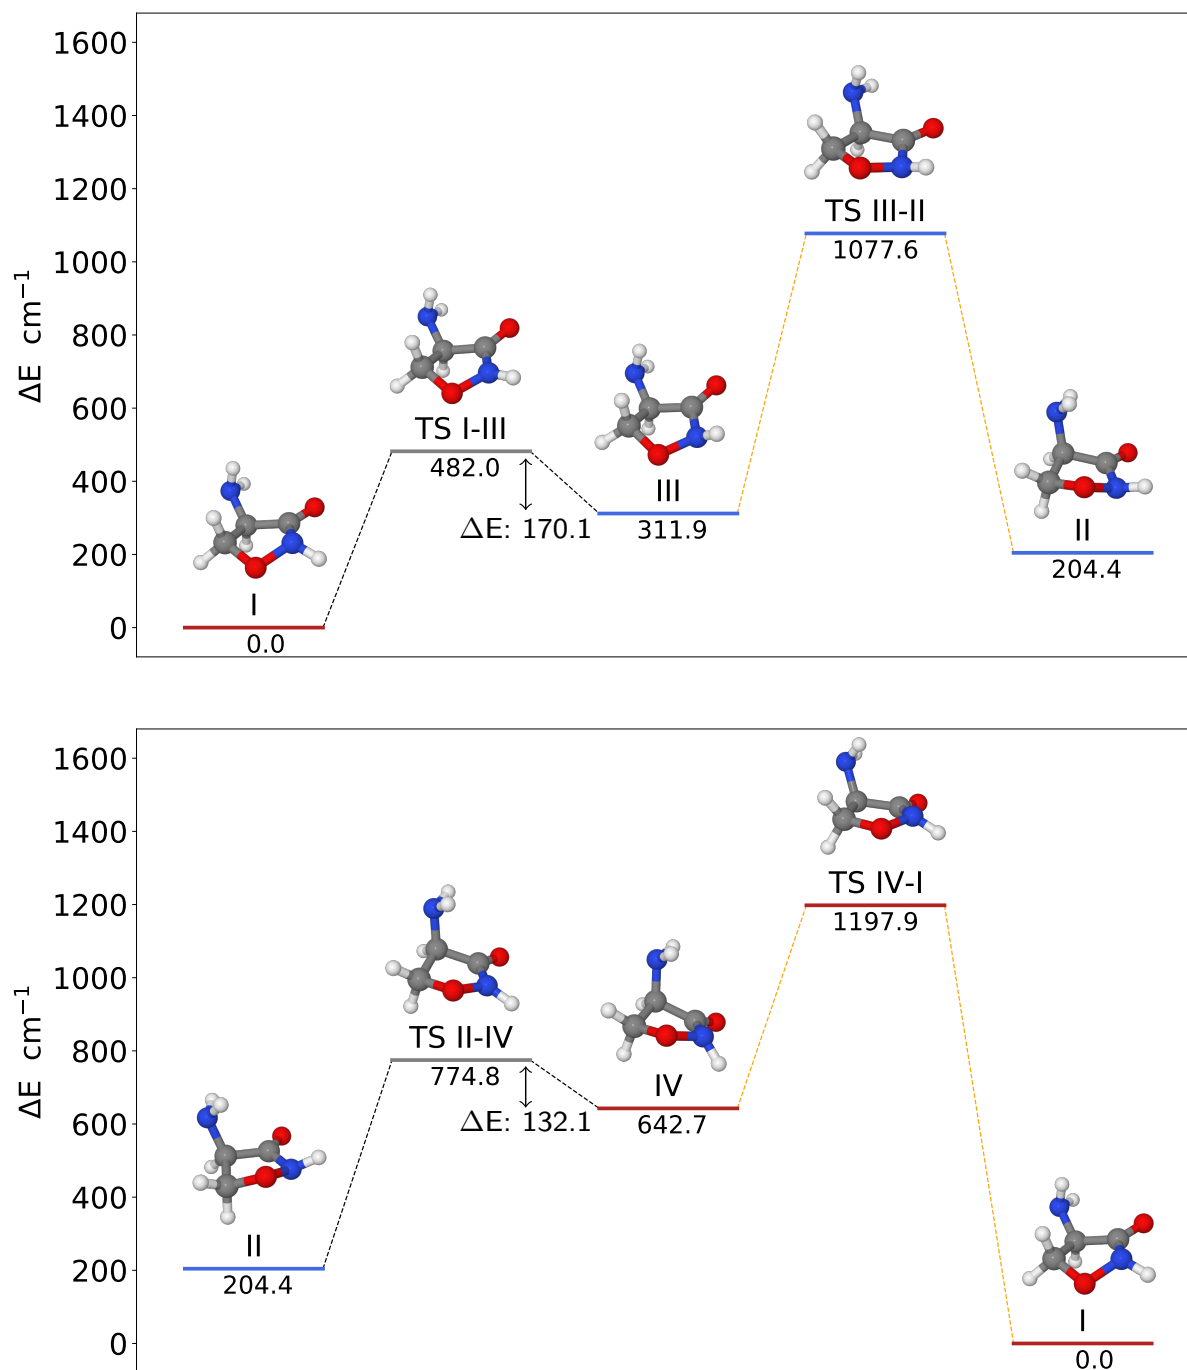 1600
1400
1200
1000
800
600
400
200
0
ΔE cm⁻¹
TS III-II
1077.6
TS I-III
482.0
ΔE: 170.1
III
311.9
II
204.4
I
0.0
1600
1400
1200
1000
800
600
400
200
0
ΔE cm⁻¹
TS IV-I
1197.9
TS II-IV
774.8
ΔE: 132.1
IV
642.7
II
204.4
I
0.0